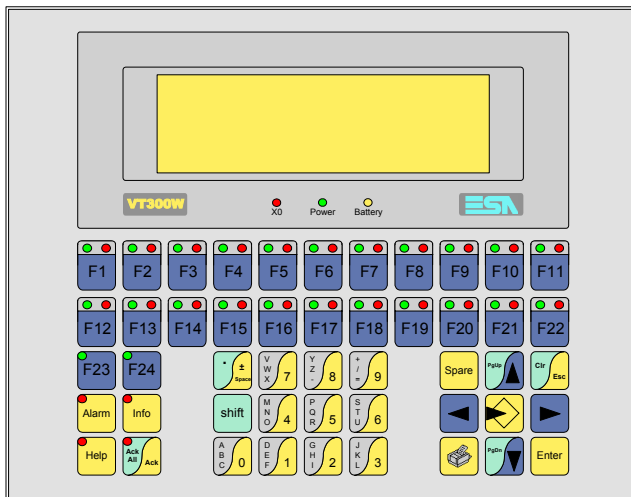 VT300W
X0 Power Battery
ESA
F1 F2 F3 F4 F5 F6 F7 F8 F9 F10 F11
F12 F13 F14 F15 F16 F17 F18 F19 F20 F21 F22
F23 F24
. ± Space
V W X 7
Y Z - 8
+ / = 9
Spare
PgUp
Clr Esc
Alarm Info
shift
M N O 4
P Q R 5
S T U 6
Help
Ack All Ack
A B C 0
D E F 1
G H I 2
J K L 3
PgDn
Enter